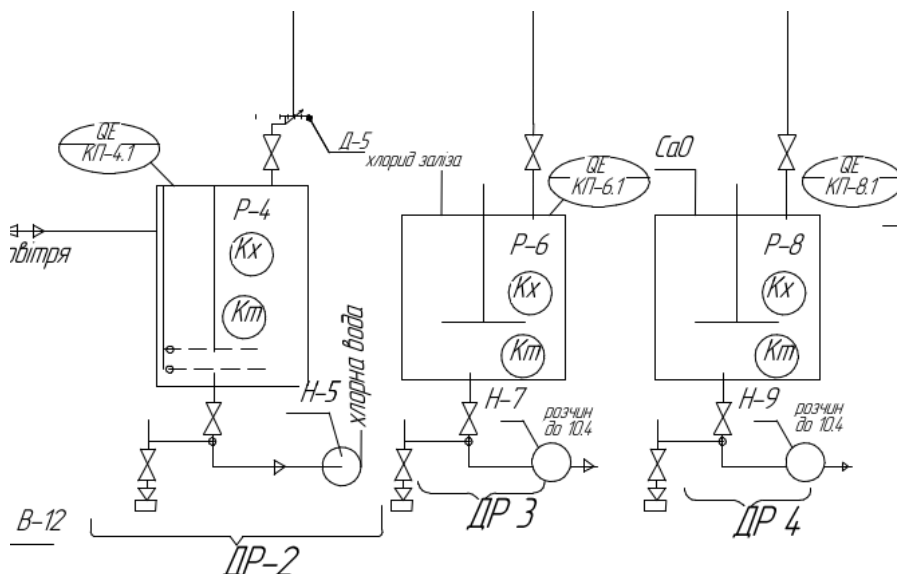 QE
КП-4.1
Д-5
хлорид заліза
QE
КП-6.1
CaO
QE
КП-8.1
Р-4
Кх
Кт
овітря
Р-6
Кх
Кт
Р-8
Кх
Кт
Н-5
хлорна вода
Н-7
розчин
до 10.4
Н-9
розчин
до 10.4
В-12
ДР-2
ДР 3
ДР 4